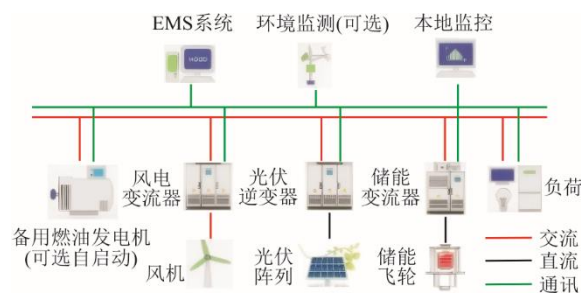 EMS系统
环境监测(可选)
本地监控
风电
变流器
光伏
逆变器
储能
变流器
负荷
备用燃油发电机
(可选自启动)
风机
光伏
阵列
储能
飞轮
交流
直流
通讯